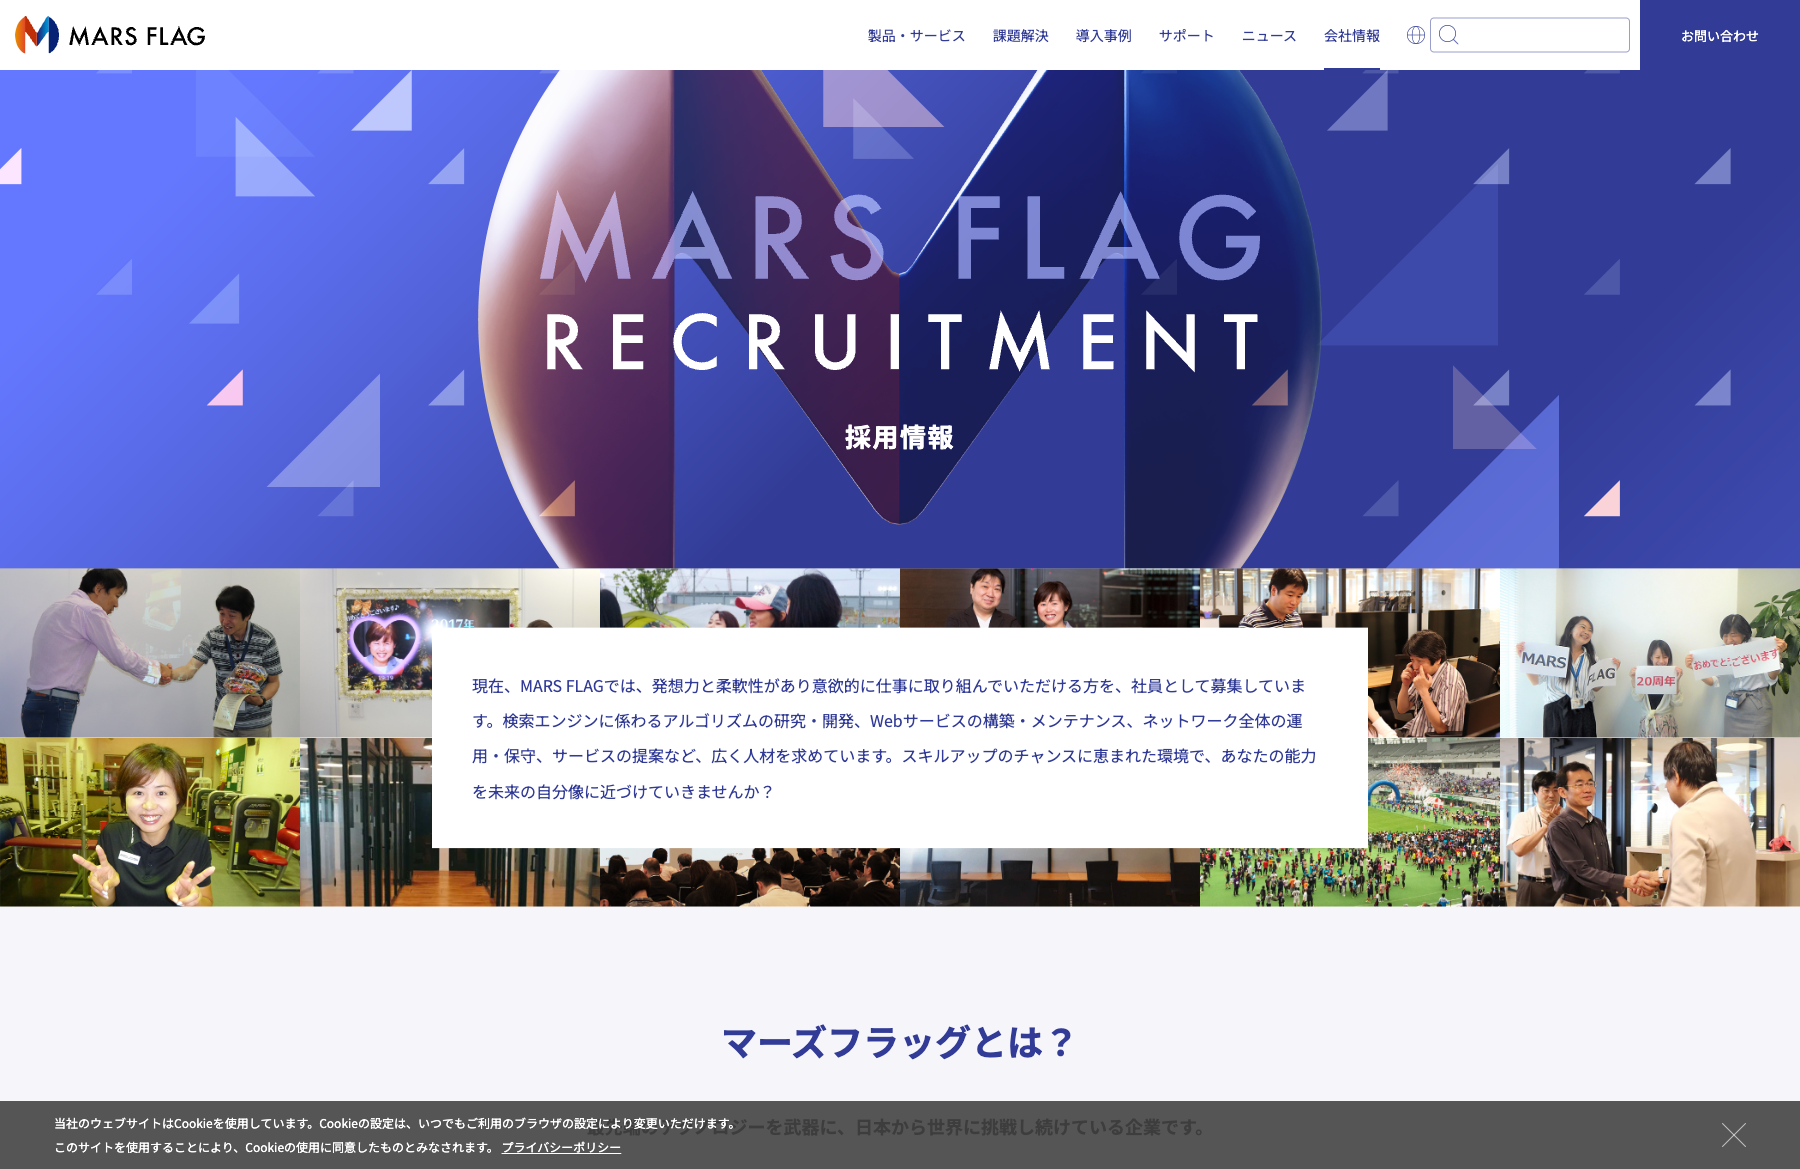 MARS FLAG
製品・サービス
課題解決
導入事例
サポート
ニュース
会社情報
お問い合わせ
MARS FLAG
RECRUITMENT
採用情報
2017年
MARS
FLAG
20周年
おめでとうございます
現在、MARS FLAGでは、発想力と柔軟性があり意欲的に仕事に取り組んでいただける方を、社員として募集していま
す。検索エンジンに係わるアルゴリズムの研究・開発、Webサービスの構築・メンテナンス、ネットワーク全体の運
用・保守、サービスの提案など、広く人材を求めています。スキルアップのチャンスに恵まれた環境で、あなたの能力
を未来の自分像に近づけていきませんか？
マーズフラッグとは？
ジーを武器に、日本から世界に挑戦し続けている企業です。
当社のウェブサイトはCookieを使用しています。Cookieの設定は、いつでもご利用のブラウザの設定により変更いただけます。
このサイトを使用することにより、Cookieの使用に同意したものとみなされます。 プライバシーポリシー